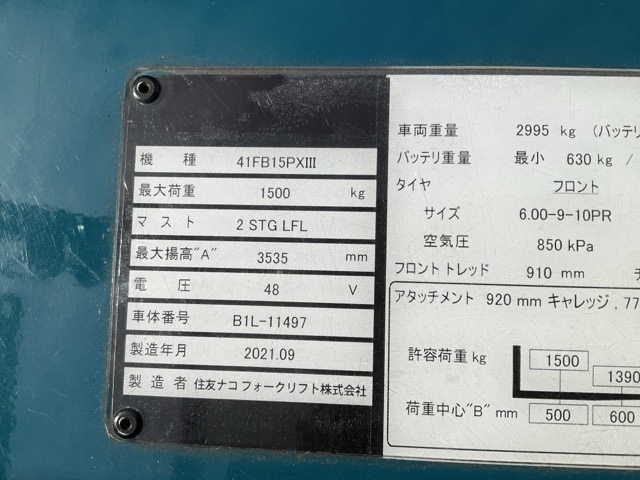 機 種 41FB15PXⅢ
最大荷重 1500 kg
マスト 2 STG LFL
最大揚高"A" 3535 mm
電 圧 48 V
車体番号 B1L-11497
製造年月 2021.09
製造者 住友ナコフォークリフト株式会社
車両重量 2995 kg (バッテ
バッテリ重量 最小 630 kg /
タイヤ フロント
サイズ 6.00-9-10PR
空気圧 850 kPa
フロントトレッド 910 mm
アタッチメント 920 mm キャレッジ , 77
許容荷重 kg 1500 1390
荷重中心"B" mm 500 600